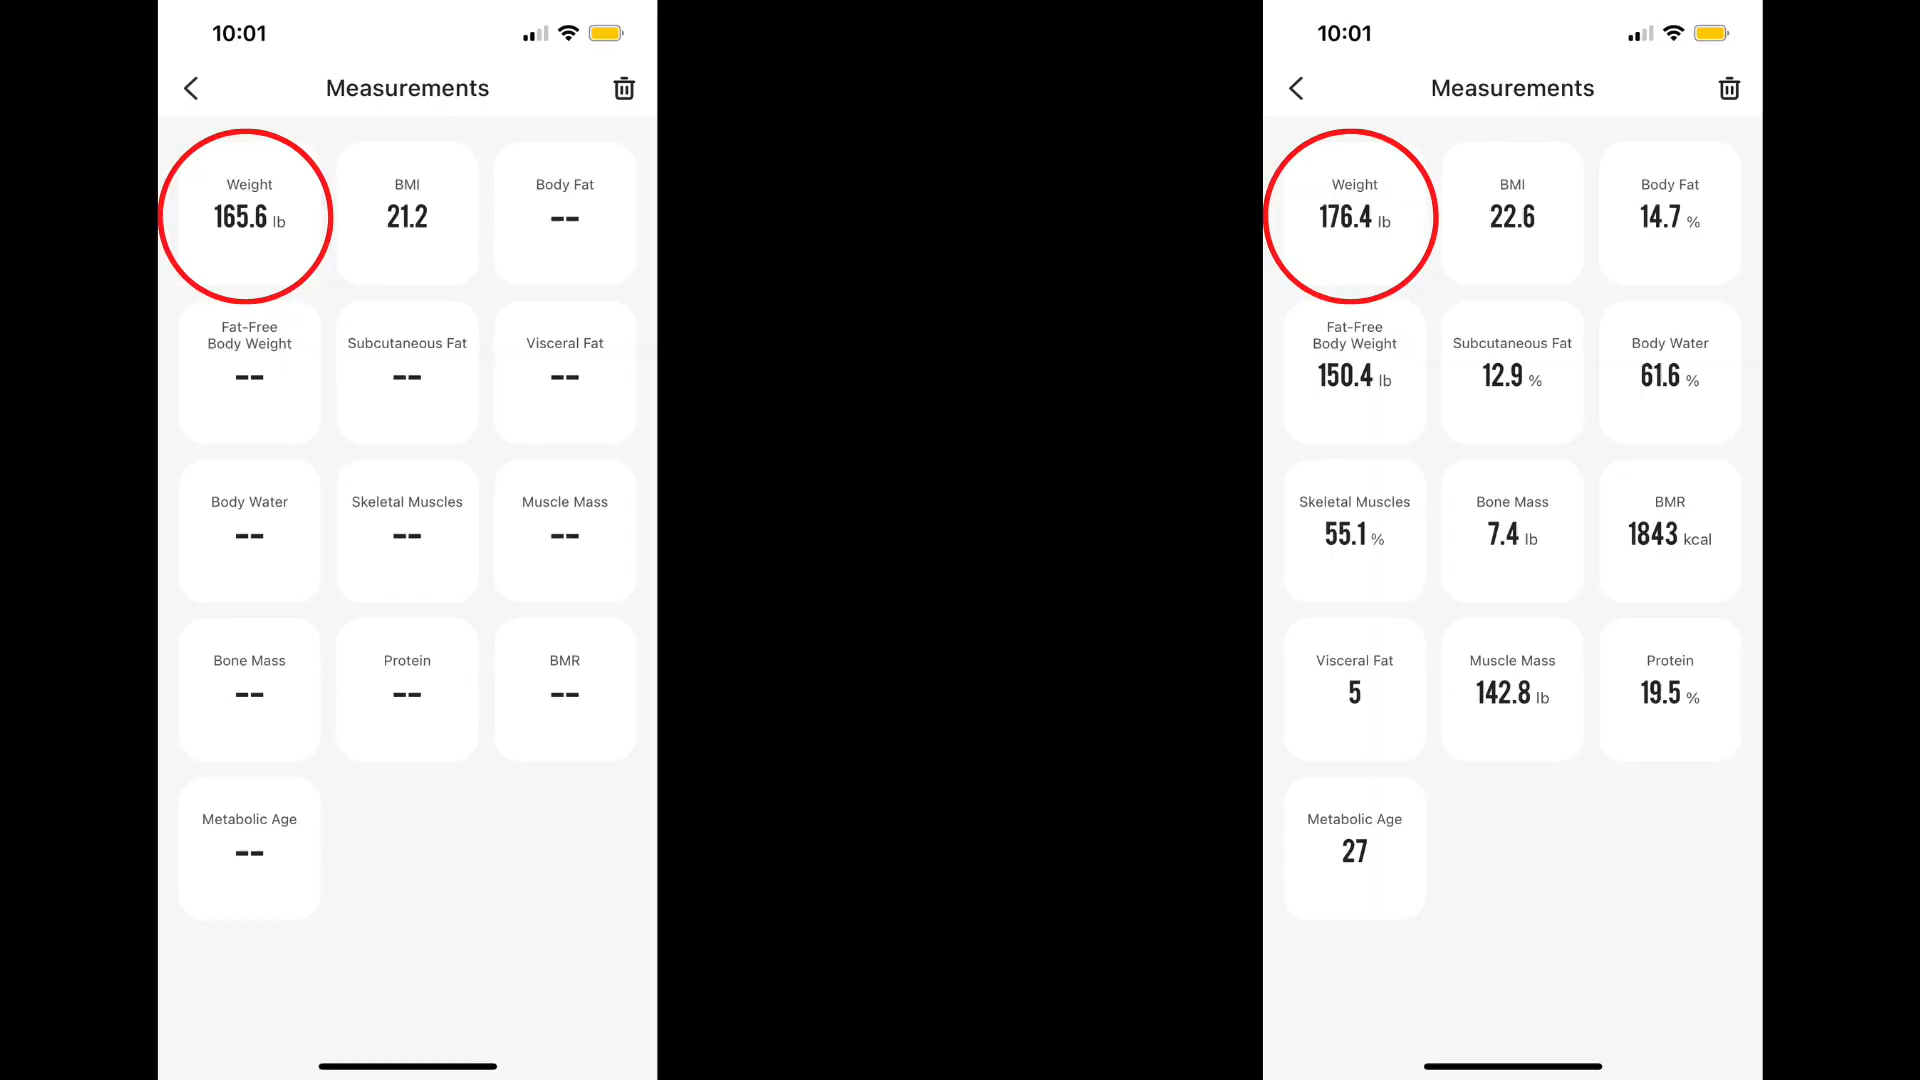 10:01
Measurements
Weight
165.6 lb
BMI
21.2
Body Fat
--
Fat-Free
Body Weight
--
Subcutaneous Fat
--
Visceral Fat
--
Body Water
--
Skeletal Muscles
--
Muscle Mass
--
Bone Mass
--
Protein
--
BMR
--
Metabolic Age
--
10:01
Measurements
Weight
176.4 lb
BMI
22.6
Body Fat
14.7 %
Fat-Free
Body Weight
150.4 lb
Subcutaneous Fat
12.9 %
Body Water
61.6 %
Skeletal Muscles
55.1 %
Bone Mass
7.4 lb
BMR
1843 kcal
Visceral Fat
5
Muscle Mass
142.8 lb
Protein
19.5 %
Metabolic Age
27